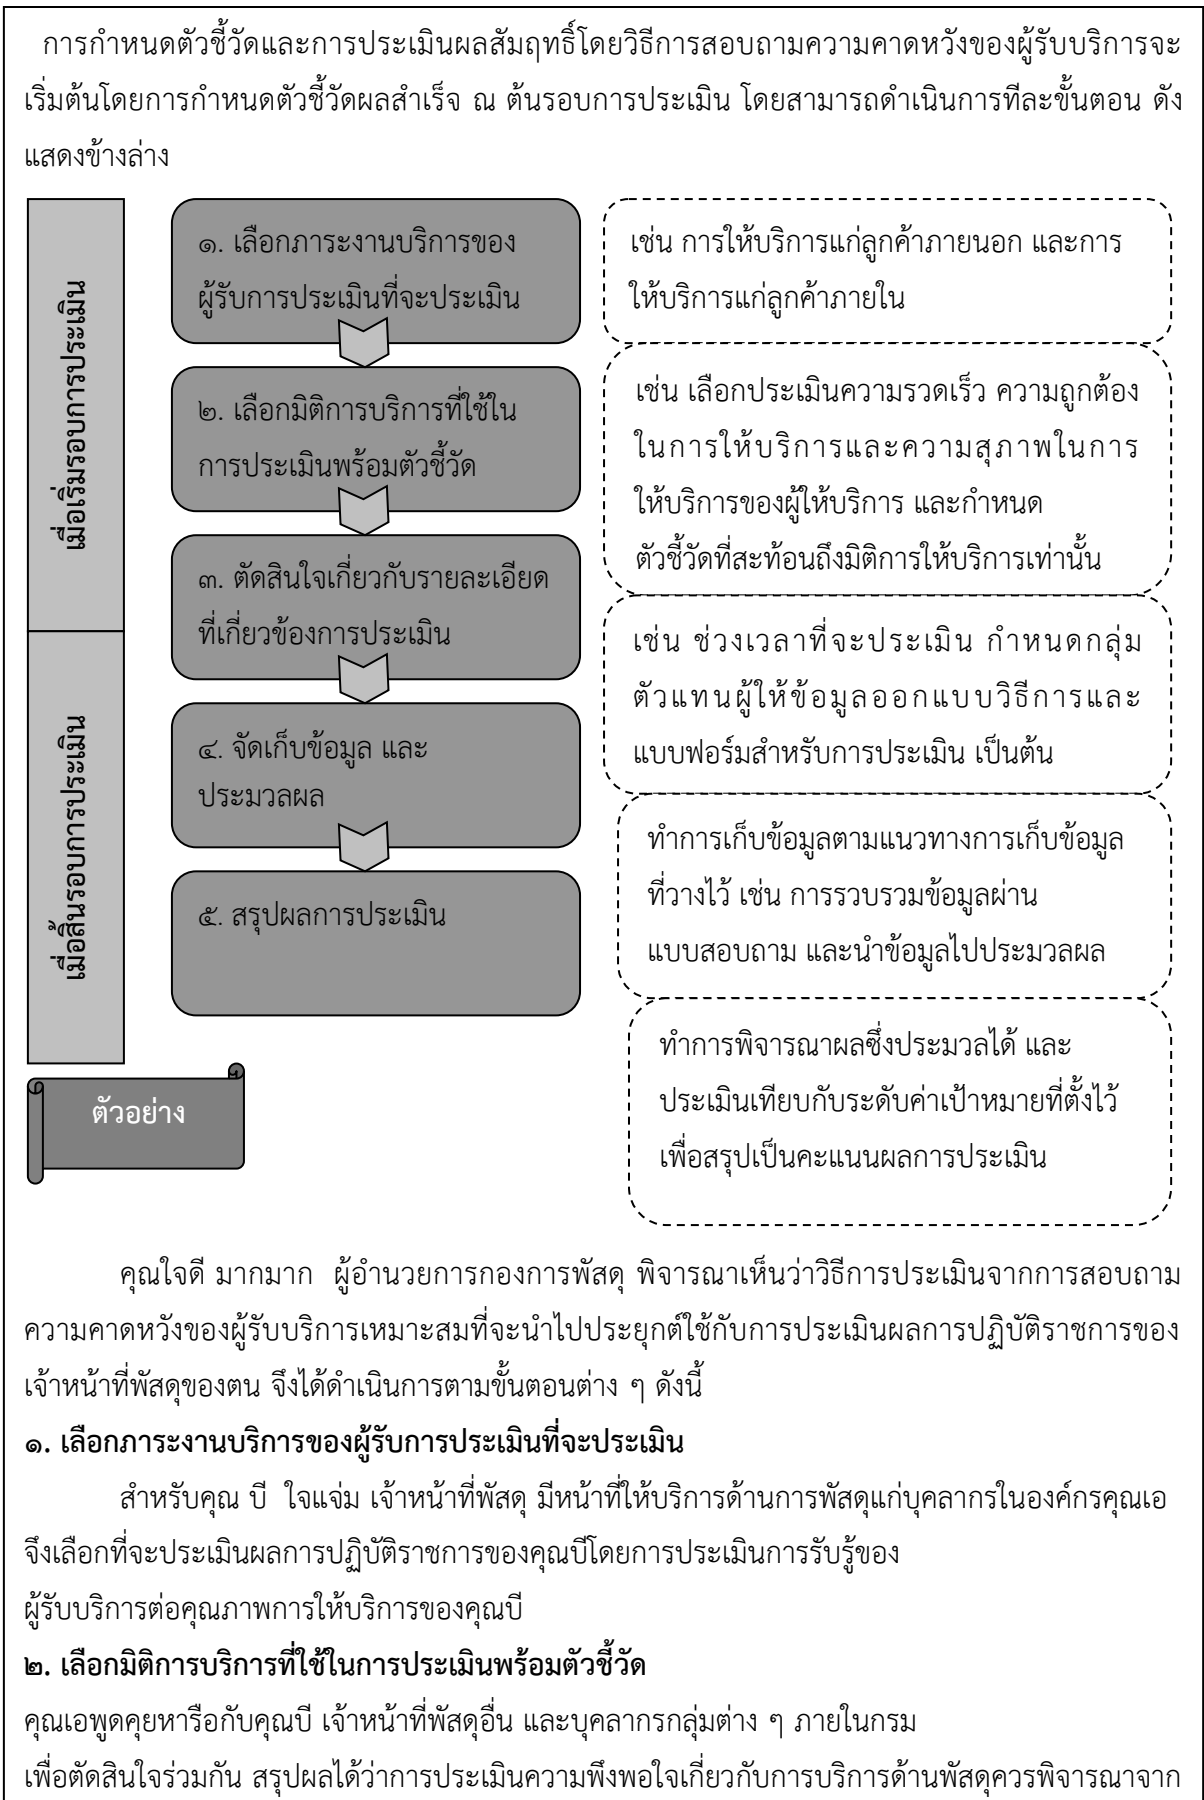 การกำหนดตัวชี้วัดและการประเมินผลสัมฤทธิ์โดยวิธีการสอบถามความคาดหวังของผู้รับบริการจะ
เริ่มต้นโดยการกำหนดตัวชี้วัดผลสำเร็จ ณ ต้นรอบการประเมิน โดยสามารถดำเนินการทีละขั้นตอน ดัง
แสดงข้างล่าง
เมื่อเริ่มรอบการประเมิน
เมื่อสิ้นรอบการประเมิน
๑. เลือกภาระงานบริการของ
ผู้รับการประเมินที่จะประเมิน
เช่น การให้บริการแก่ลูกค้าภายนอก และการ
ให้บริการแก่ลูกค้าภายใน
๒. เลือกมิติการบริการที่ใช้ใน
การประเมินพร้อมตัวชี้วัด
เช่น เลือกประเมินความรวดเร็ว ความถูกต้อง
ในการให้บริการและความสุภาพในการ
ให้บริการของผู้ให้บริการ และกำหนด
ตัวชี้วัดที่สะท้อนถึงมิติการให้บริการเท่านั้น
๓. ตัดสินใจเกี่ยวกับรายละเอียด
ที่เกี่ยวข้องการประเมิน
เช่น ช่วงเวลาที่จะประเมิน กำหนดกลุ่ม
ตัวแทนผู้ให้ข้อมูลออกแบบวิธีการและ
แบบฟอร์มสำหรับการประเมิน เป็นต้น
๔. จัดเก็บข้อมูล และ
ประมวลผล
ทำการเก็บข้อมูลตามแนวทางการเก็บข้อมูล
ที่วางไว้ เช่น การรวบรวมข้อมูลผ่าน
แบบสอบถาม และนำข้อมูลไปประมวลผล
๕. สรุปผลการประเมิน
ทำการพิจารณาผลซึ่งประมวลได้ และ
ประเมินเทียบกับระดับค่าเป้าหมายที่ตั้งไว้
เพื่อสรุปเป็นคะแนนผลการประเมิน
ตัวอย่าง
คุณใจดี มากมาก ผู้อำนวยการกองการพัสดุ พิจารณาเห็นว่าวิธีการประเมินจากการสอบถาม
ความคาดหวังของผู้รับบริการเหมาะสมที่จะนำไปประยุกต์ใช้กับการประเมินผลการปฏิบัติราชการของ
เจ้าหน้าที่พัสดุของตน จึงได้ดำเนินการตามขั้นตอนต่าง ๆ ดังนี้
๑. เลือกภาระงานบริการของผู้รับการประเมินที่จะประเมิน
สำหรับคุณ บี ใจแจ่ม เจ้าหน้าที่พัสดุ มีหน้าที่ให้บริการด้านการพัสดุแก่บุคลากรในองค์กรคุณเอ
จึงเลือกที่จะประเมินผลการปฏิบัติราชการของคุณบีโดยการประเมินการรับรู้ของ
ผู้รับบริการต่อคุณภาพการให้บริการของคุณบี
๒. เลือกมิติการบริการที่ใช้ในการประเมินพร้อมตัวชี้วัด
คุณเอพูดคุยหารือกับคุณบี เจ้าหน้าที่พัสดุอื่น และบุคลากรกลุ่มต่าง ๆ ภายในกรม
เพื่อตัดสินใจร่วมกัน สรุปผลได้ว่าการประเมินความพึงพอใจเกี่ยวกับการบริการด้านพัสดุควรพิจารณาจาก